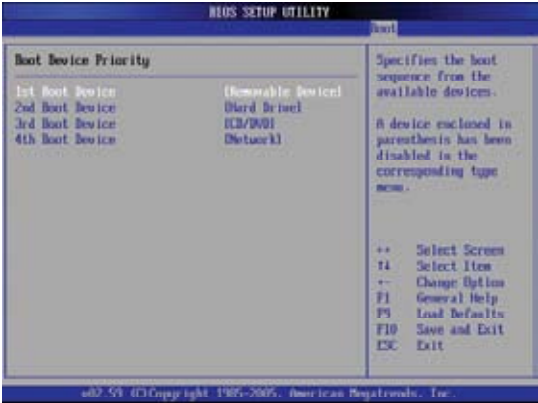 BIOS SETUP UTILITY
Boot
Boot Device Priority
1st Boot Device [Removable Device]
2nd Boot Device [Hard Drive]
3rd Boot Device [CD/DVD]
4th Boot Device [Network]
Specifies the boot
sequence from the
available devices.
A device enclosed in
parenthesis has been
disabled in the
corresponding type
menu.
↔ Select Screen
↑↓ Select Item
+- Change Option
F1 General Help
F9 Load Defaults
F10 Save and Exit
ESC Exit
v02.59 (C)Copyright 1985-2005, American Megatrends, Inc.